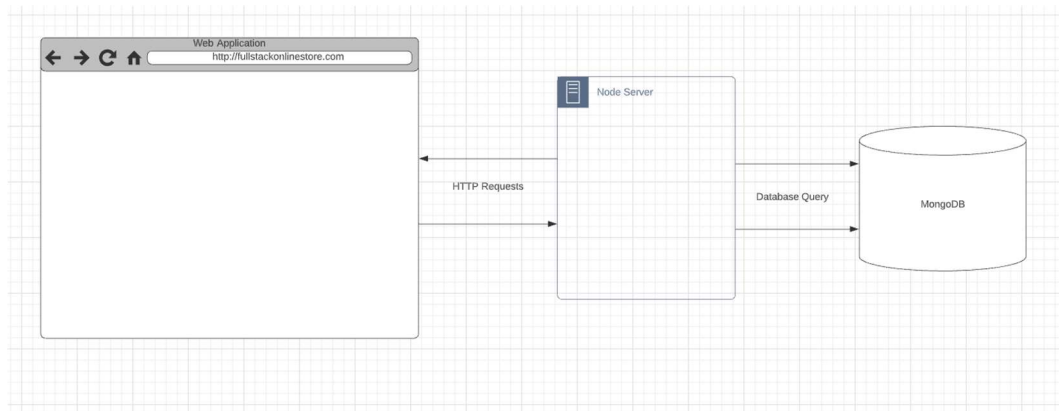 Web Application
http://fullstackonlinestore.com
Node Server
HTTP Requests
Database Query
MongoDB